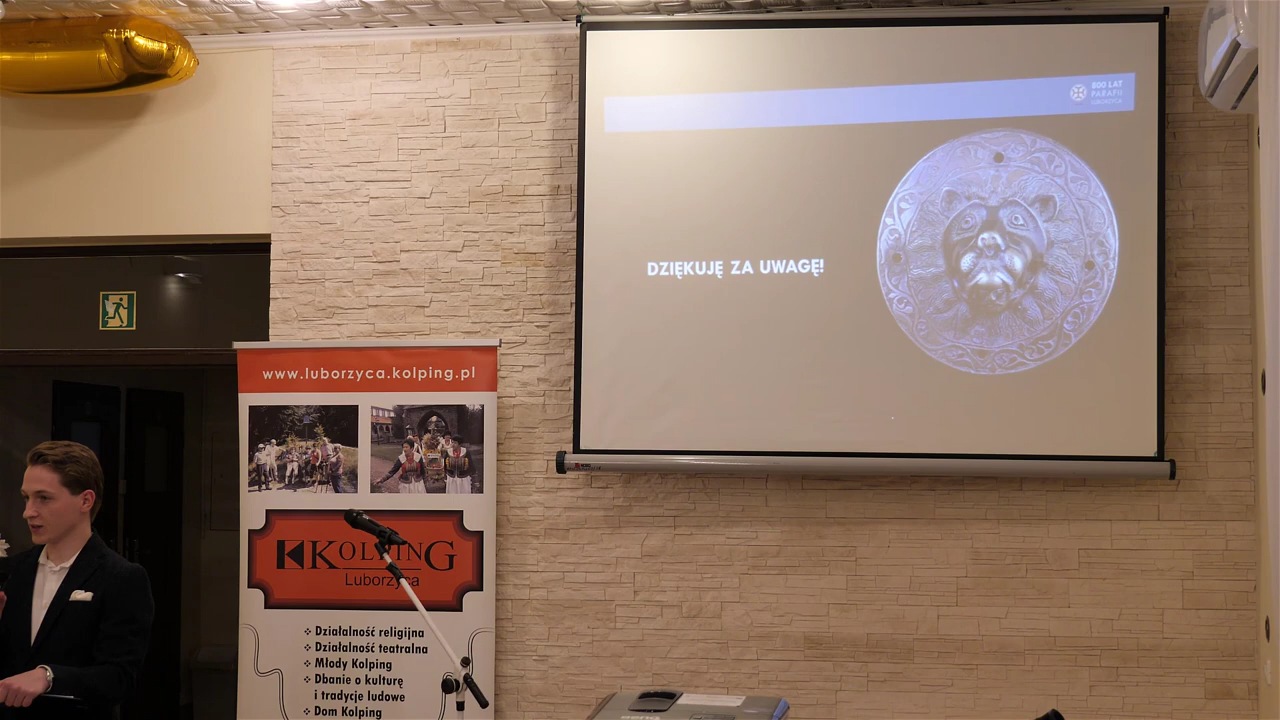 800 LAT
PARAFII
LUBORZYCA
DZIĘKUJĘ ZA UWAGĘ!
www.luborzyca.kolping.pl
KOLPING
Luborzyca
❖ Działalność religijna
❖ Działalność teatralna
❖ Młody Kolping
❖ Dbanie o kulturę
i tradycje ludowe
❖ Dom Kolping